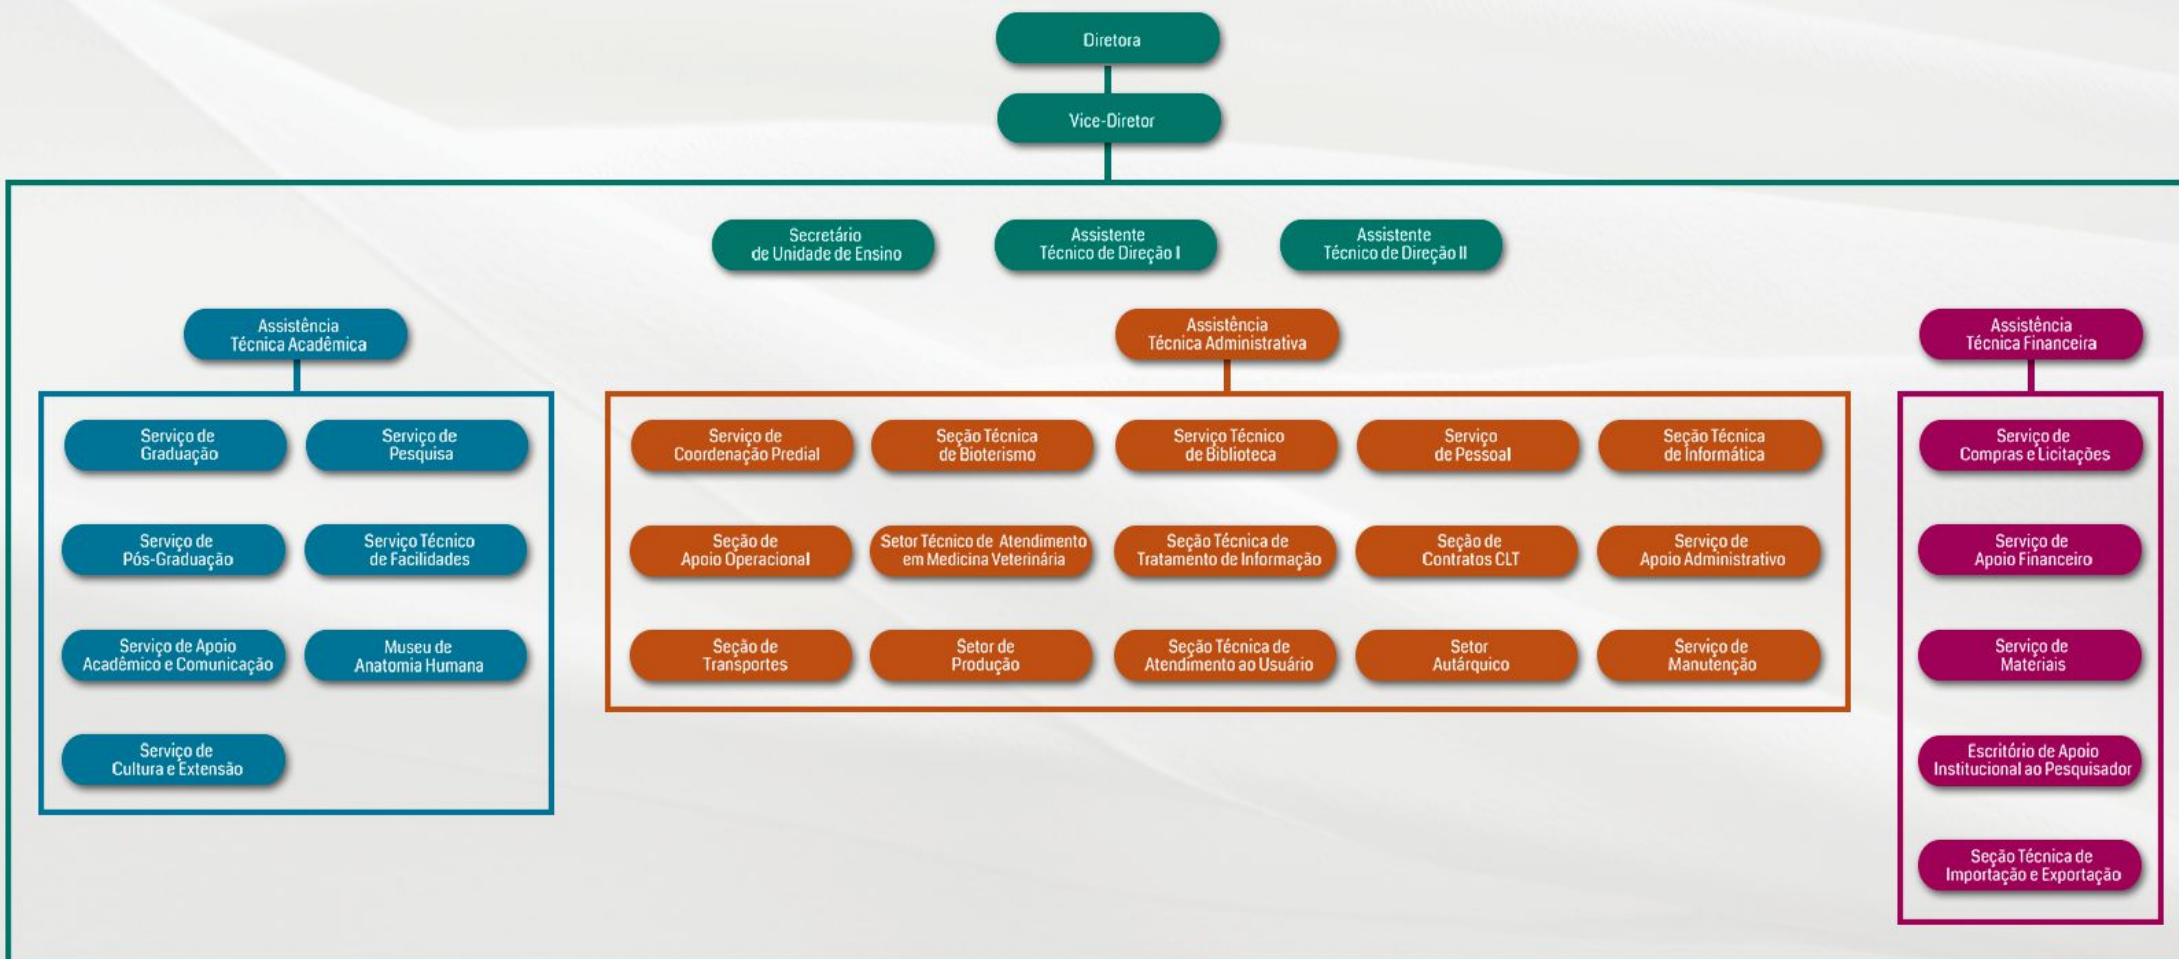 Diretora
Vice-Diretor
Secretário
de Unidade de Ensino
Assistente
Técnico de Direção I
Assistente
Técnico de Direção II
Assistência
Técnica Acadêmica
Serviço de
Graduação
Serviço de
Pesquisa
Serviço de
Pós-Graduação
Serviço Técnico
de Facilidades
Serviço de Apoio
Acadêmico e Comunicação
Museu de
Anatomia Humana
Serviço de
Cultura e Extensão
Assistência
Técnica Administrativa
Serviço de
Coordenação Predial
Seção Técnica
de Bioterismo
Serviço Técnico
de Biblioteca
Serviço
de Pessoal
Seção Técnica
de Informática
Seção de
Apoio Operacional
Setor Técnico de Atendimento
em Medicina Veterinária
Seção Técnica de
Tratamento de Informação
Seção de
Contratos CLT
Serviço de
Apoio Administrativo
Seção de
Transportes
Setor de
Produção
Seção Técnica de
Atendimento ao Usuário
Setor
Autárquico
Serviço de
Manutenção
Assistência
Técnica Financeira
Serviço de
Compras e Licitações
Serviço de
Apoio Financeiro
Serviço de
Materiais
Escritório de Apoio
Institucional ao Pesquisador
Seção Técnica de
Importação e Exportação